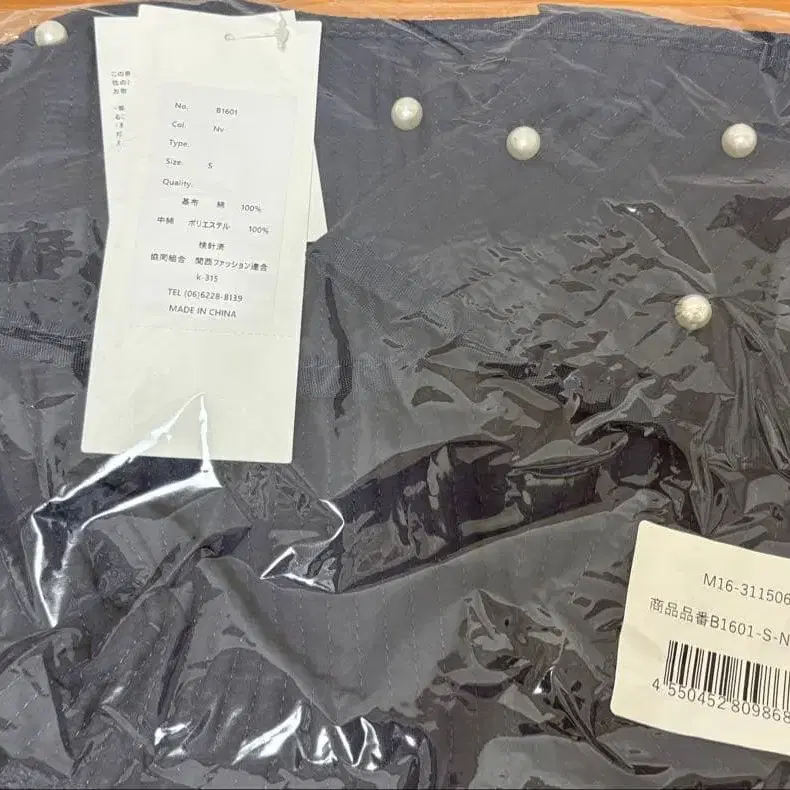 No. B1601
Col. Nv
Type.
Size. S
Quality.
基布 綿 100%
中綿 ポリエステル 100%
検針済
協同組合 関西ファッション連合
k-315
TEL (06)6228-8139
MADE IN CHINA
M16-311506
商品品番B1601-S-N
4 550452 809868